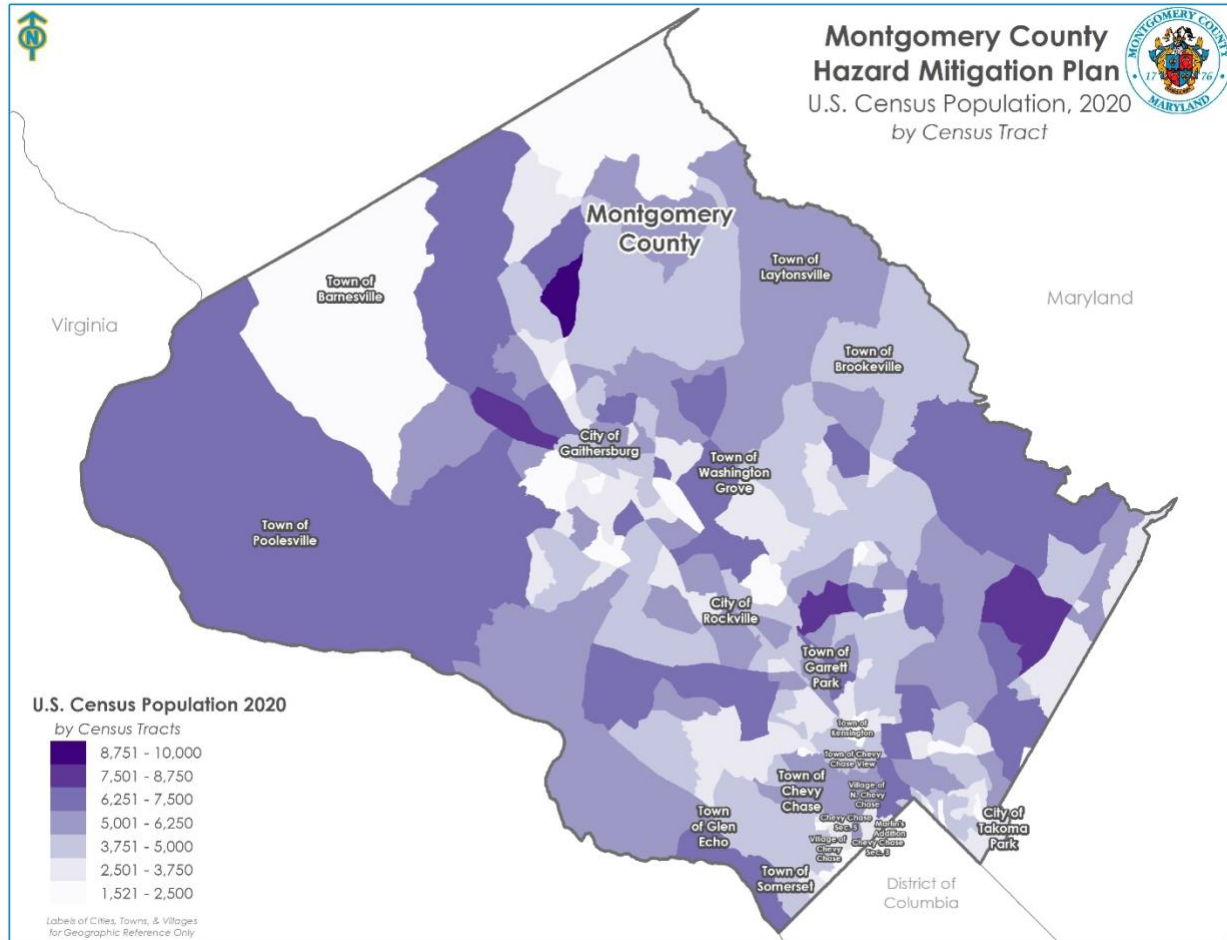 N
Montgomery County
Hazard Mitigation Plan
U.S. Census Population, 2020
by Census Tract
MONTGOMERY COUNTY
17 76
MARYLAND
Montgomery
County
Town of
Laytonsville
Town of
Barnesville
Virginia
Maryland
Town of
Brookeville
City of
Gaithersburg
Town of
Washington
Grove
Town of
Poolesville
City of
Rockville
Town of
Garrett
Park
Town of
Kensington
Town of Chevy
Chase View
Town of
Chevy
Chase
Village of
N. Chevy
Chase
Town
of Glen
Echo
Chevy Chase
Sec. 5
Martin's
Addition
Village of
Chevy
Chase
Chevy Chase
Sec. 3
City of
Takoma
Park
Town of
Somerset
District of
Columbia
U.S. Census Population 2020
by Census Tracts
8,751 - 10,000
7,501 - 8,750
6,251 - 7,500
5,001 - 6,250
3,751 - 5,000
2,501 - 3,750
1,521 - 2,500
Labels of Cities, Towns, & Villages
for Geographic Reference Only